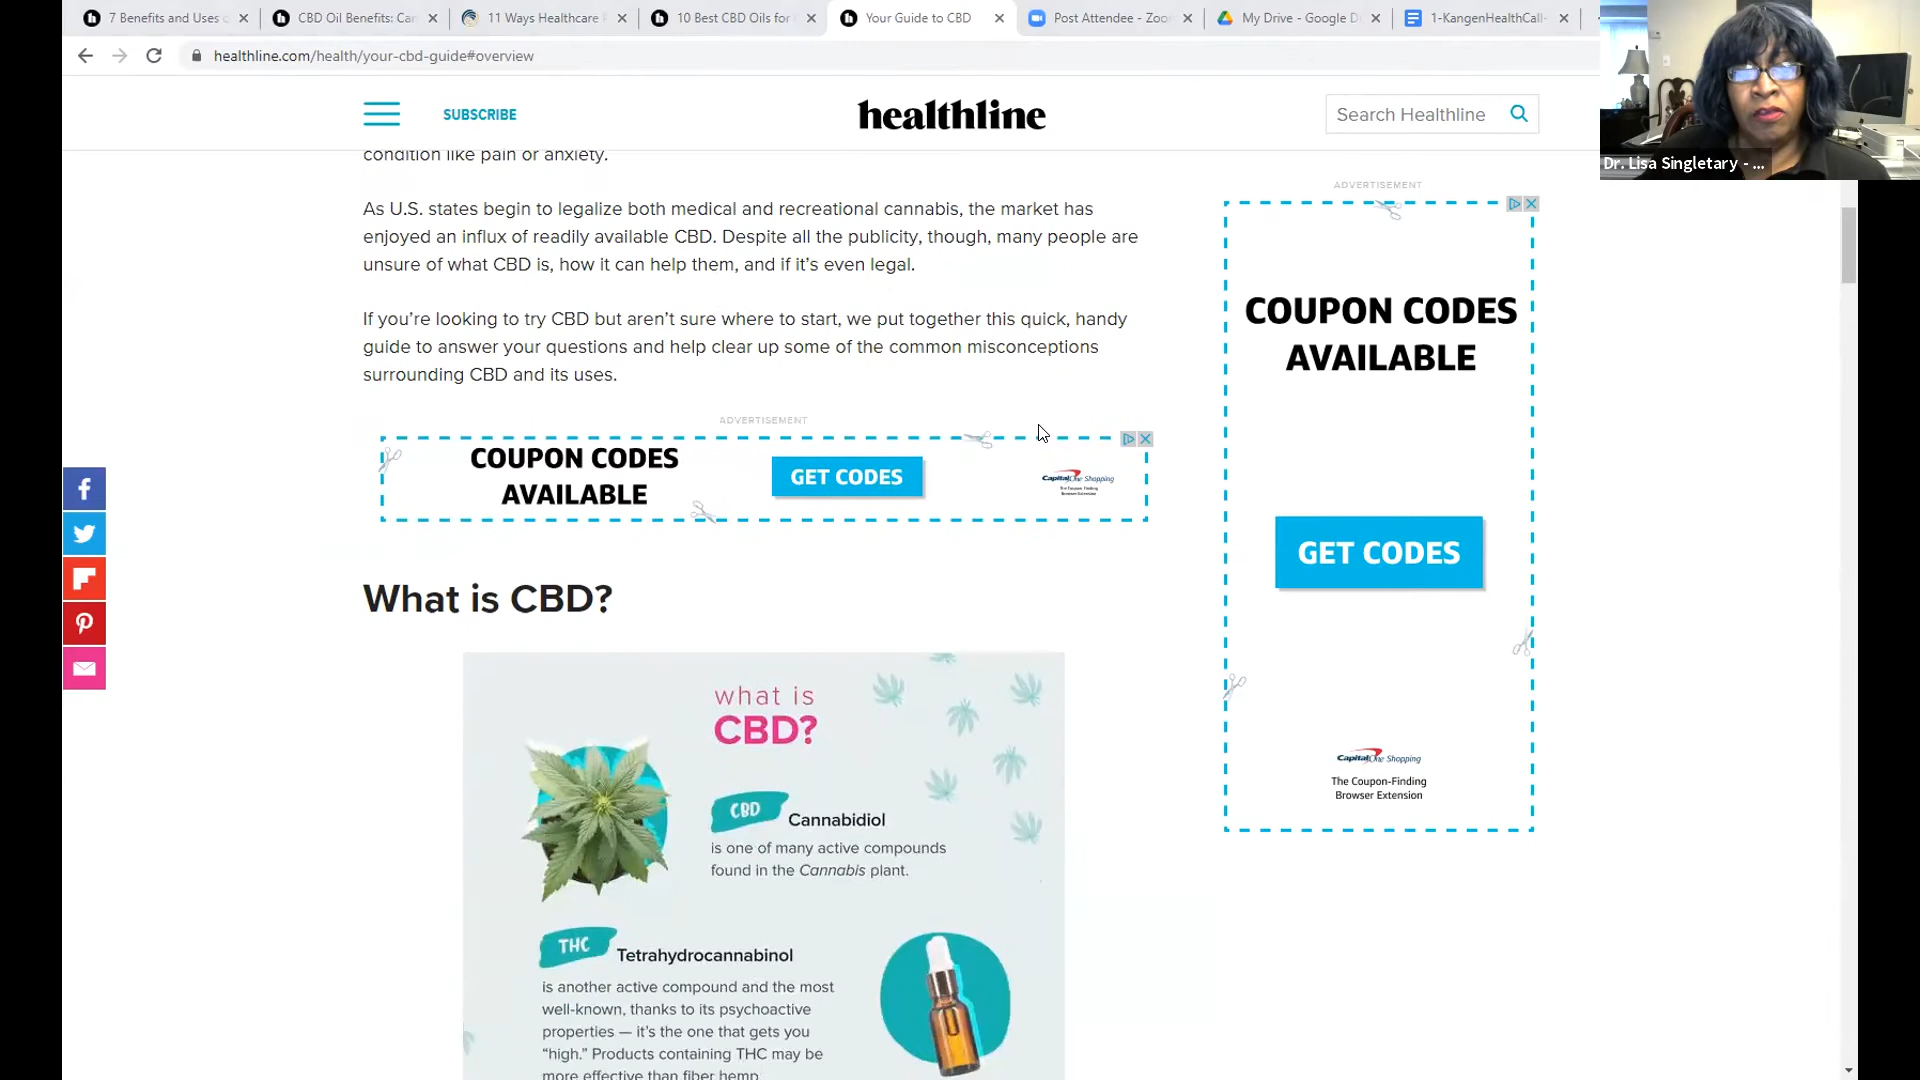 7 Benefits and Uses
CBD Oil Benefits: Car
11 Ways Healthcare
10 Best CBD Oils for
Your Guide to CBD
Post Attendee - Zoo
My Drive - Google D
1-KangenHealthCall-
healthline.com/health/your-cbd-guide#overview
SUBSCRIBE
healthline
Search Healthline
Dr. Lisa Singletary - ...
condition like pain or anxiety.
As U.S. states begin to legalize both medical and recreational cannabis, the market has
enjoyed an influx of readily available CBD. Despite all the publicity, though, many people are
unsure of what CBD is, how it can help them, and if it's even legal.
If you're looking to try CBD but aren't sure where to start, we put together this quick, handy
guide to answer your questions and help clear up some of the common misconceptions
surrounding CBD and its uses.
ADVERTISEMENT
COUPON CODES
AVAILABLE
GET CODES
CapitalOne Shopping
The Coupon-Finding
Browser Extension
What is CBD?
what is
CBD?
CBD Cannabidiol
is one of many active compounds
found in the Cannabis plant.
THC Tetrahydrocannabinol
is another active compound and the most
well-known, thanks to its psychoactive
properties — it's the one that gets you
"high." Products containing THC may be
more effective than fiber hemp
ADVERTISEMENT
COUPON CODES
AVAILABLE
GET CODES
CapitalOne Shopping
The Coupon-Finding
Browser Extension